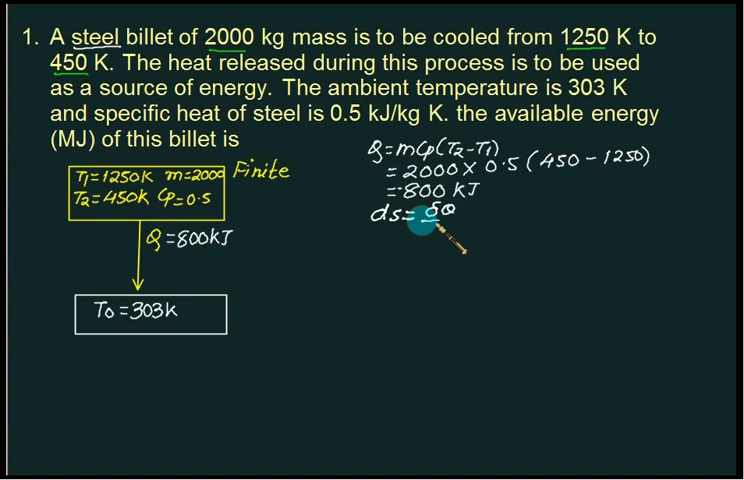 1. A steel billet of 2000 kg mass is to be cooled from 1250 K to
450 K. The heat released during this process is to be used
as a source of energy. The ambient temperature is 303 K
and specific heat of steel is 0.5 kJ/kg K. the available energy
(MJ) of this billet is
Q=mCp(T2-T1)
=2000×0.5(450-1250)
=-800 KJ
ds=δQ
T1=1250K m=2000 Finite
T2=450K Cp=0.5
Q=800KJ
T0=303K